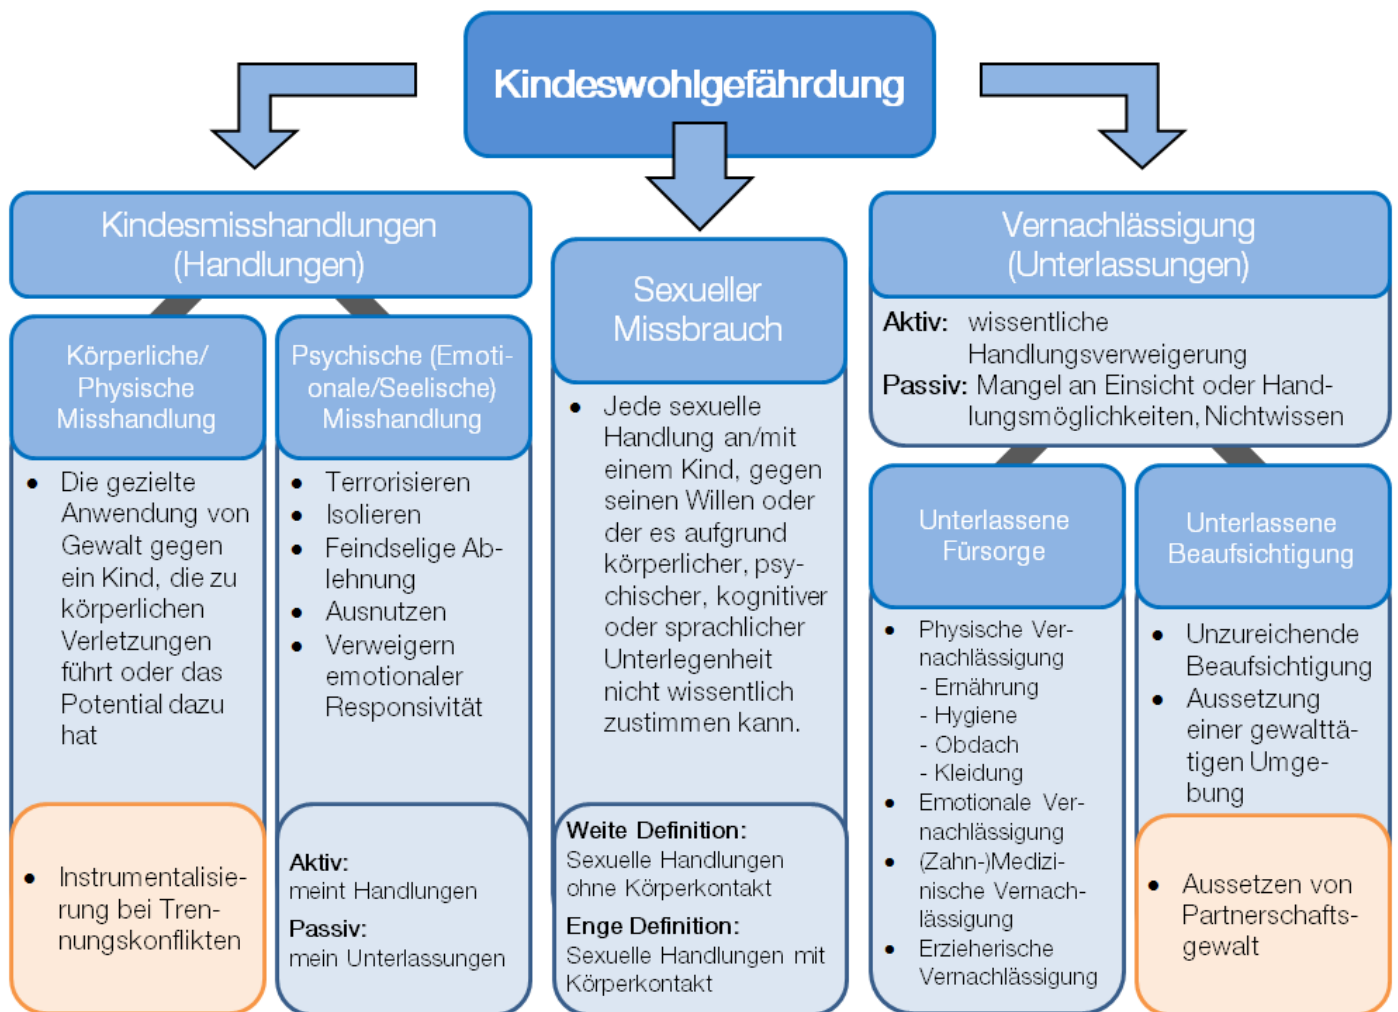 Kindeswohlgefährdung
Kindesmisshandlungen
(Handlungen)
Körperliche/
Physische
Misshandlung
• Die gezielte
Anwendung von
Gewalt gegen
ein Kind, die zu
körperlichen
Verletzungen
führt oder das
Potential dazu
hat
• Instrumentalisie-
rung bei Tren-
nungskonflikten
Psychische (Emoti-
onale/Seelische)
Misshandlung
• Terrorisieren
• Isolieren
• Feindselige Ab-
lehnung
• Ausnutzen
• Verweigern
emotionaler
Responsivität
Aktiv:
meint Handlungen
Passiv:
mein Unterlassungen
Sexueller
Missbrauch
• Jede sexuelle
Handlung an/mit
einem Kind, gegen
seinen Willen oder
der es aufgrund
körperlicher, psy-
chischer, kognitiver
oder sprachlicher
Unterlegenheit
nicht wissentlich
zustimmen kann.
Weite Definition:
Sexuelle Handlungen
ohne Körperkontakt
Enge Definition:
Sexuelle Handlungen mit
Körperkontakt
Vernachlässigung
(Unterlassungen)
Aktiv: wissentliche
Handlungsverweigerung
Passiv: Mangel an Einsicht oder Hand-
lungsmöglichkeiten, Nichtwissen
Unterlassene
Fürsorge
• Physische Ver-
nachlässigung
- Ernährung
- Hygiene
- Obdach
- Kleidung
• Emotionale Ver-
nachlässigung
• (Zahn-)Medizi-
nische Vernach-
lässigung
• Erzieherische
Vernachlässigung
Unterlassene
Beaufsichtigung
• Unzureichende
Beaufsichtigung
• Aussetzung
einer gewalttä-
tigen Umge-
bung
• Aussetzen von
Partnerschafts-
gewalt